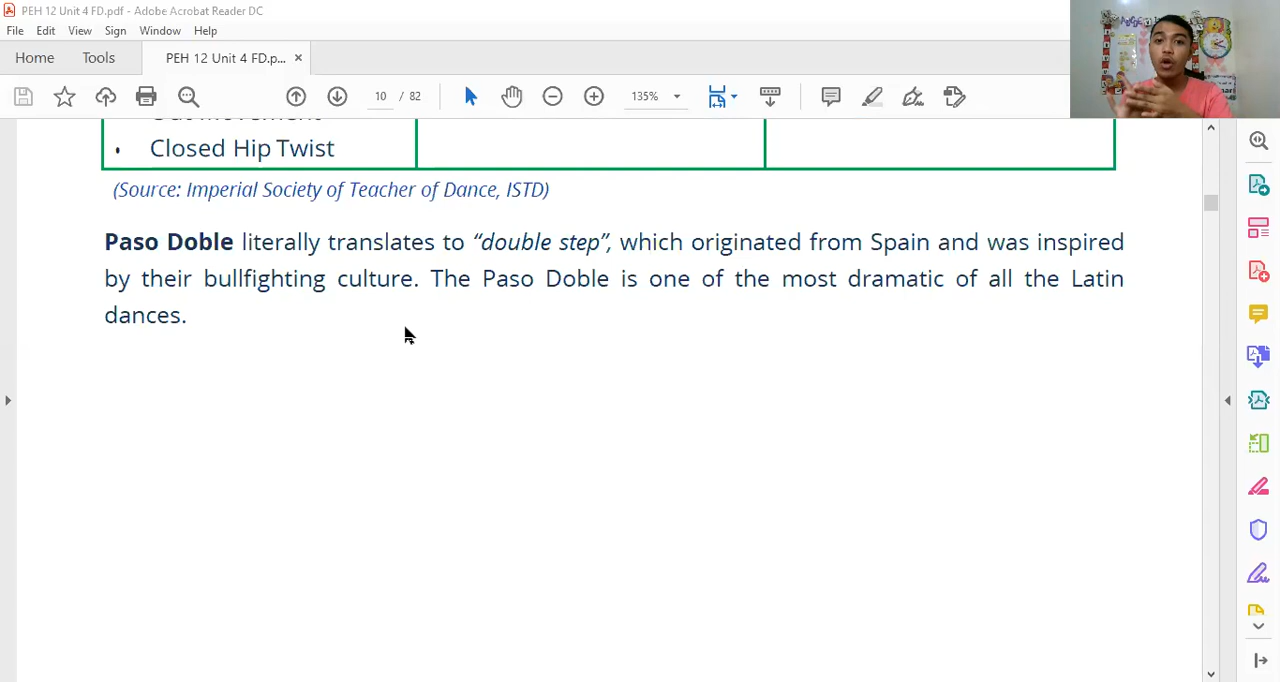 PEH 12 Unit 4 FD.pdf - Adobe Acrobat Reader DC
File Edit View Sign Window Help
Home Tools PEH 12 Unit 4 FD.p... ×
10 / 82 135%
• Closed Hip Twist
(Source: Imperial Society of Teacher of Dance, ISTD)
Paso Doble literally translates to “double step”, which originated from Spain and was inspired
by their bullfighting culture. The Paso Doble is one of the most dramatic of all the Latin
dances.